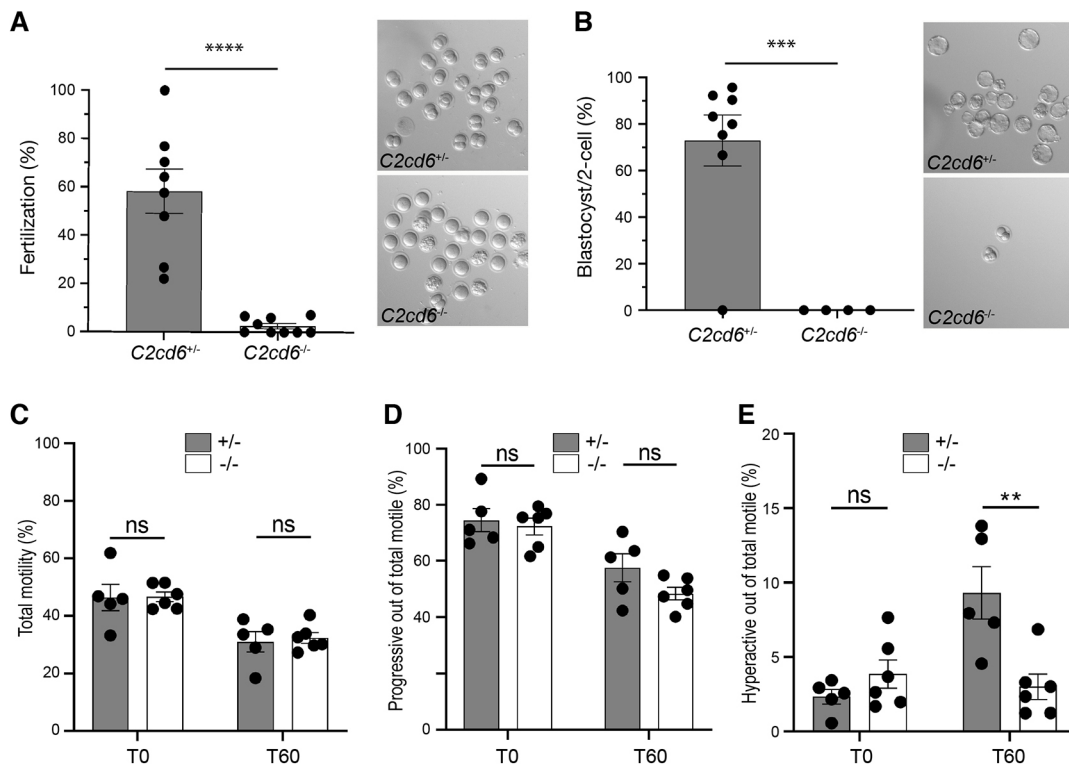 A
****
Fertilization (%)
100
80
60
40
20
0
C2cd6+/-
C2cd6-/-
C2cd6+/-
C2cd6-/-
B
***
Blastocyst/2-cell (%)
100
80
60
40
20
0
C2cd6+/-
C2cd6-/-
C2cd6+/-
C2cd6-/-
C
+/-
-/-
ns
ns
Total motility (%)
100
80
60
40
20
0
T0
T60
D
+/-
-/-
ns
ns
Progressive out of total motile (%)
100
80
60
40
0
T0
T60
E
+/-
-/-
ns
**
Hyperactive out of total motile (%)
20
15
10
5
0
T0
T60